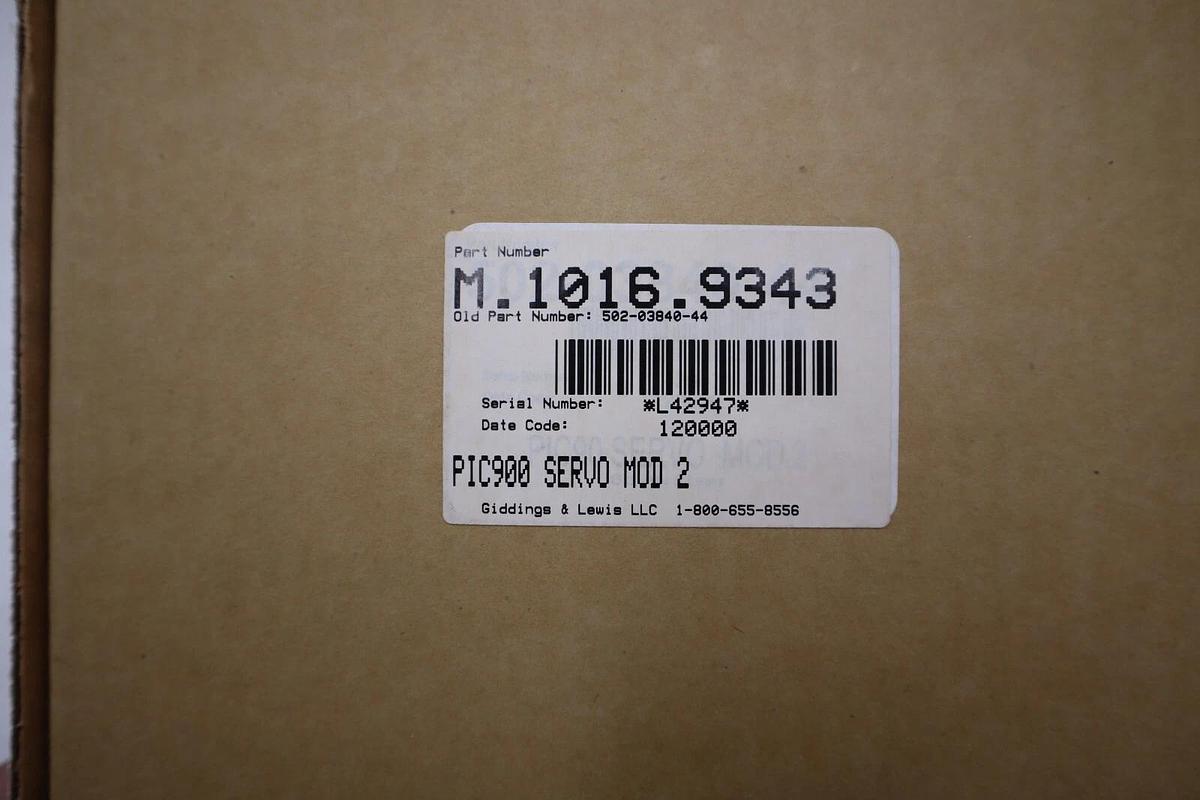 Part Number
M.1016.9343
Old Part Number: 502-03840-44
Serial Number: *L42947*
Date Code: 120000
PIC900 SERVO MOD 2
Giddings & Lewis LLC 1-800-655-8556